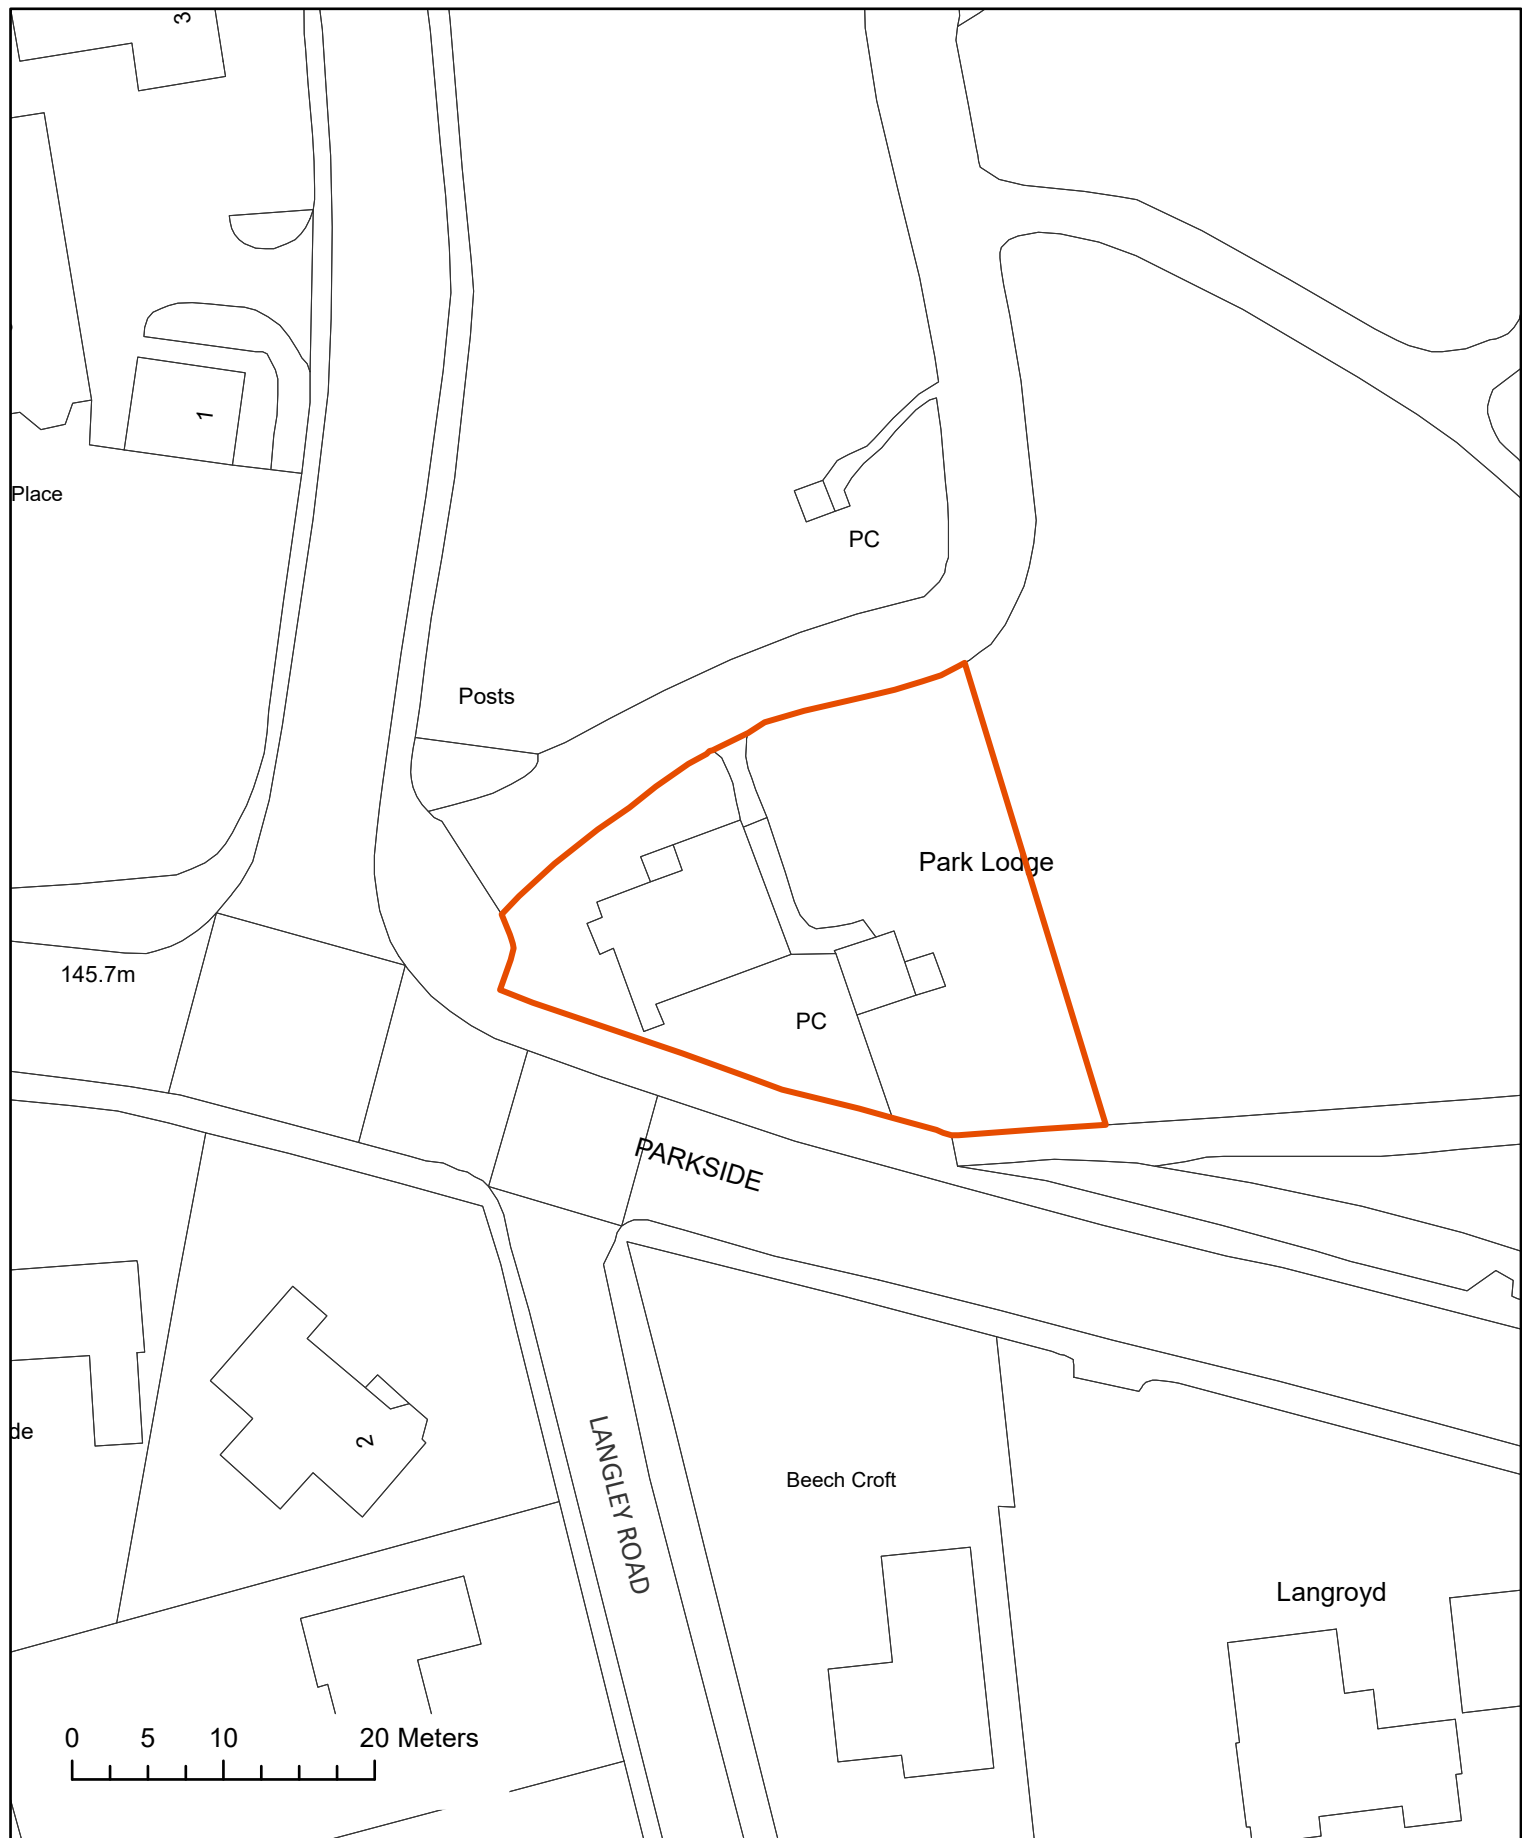 3
1
Place
PC
Posts
Park Lodge
145.7m
PC
PARKSIDE
de
2
LANGLEY ROAD
Beech Croft
Langroyd
0 5 10 20 Meters